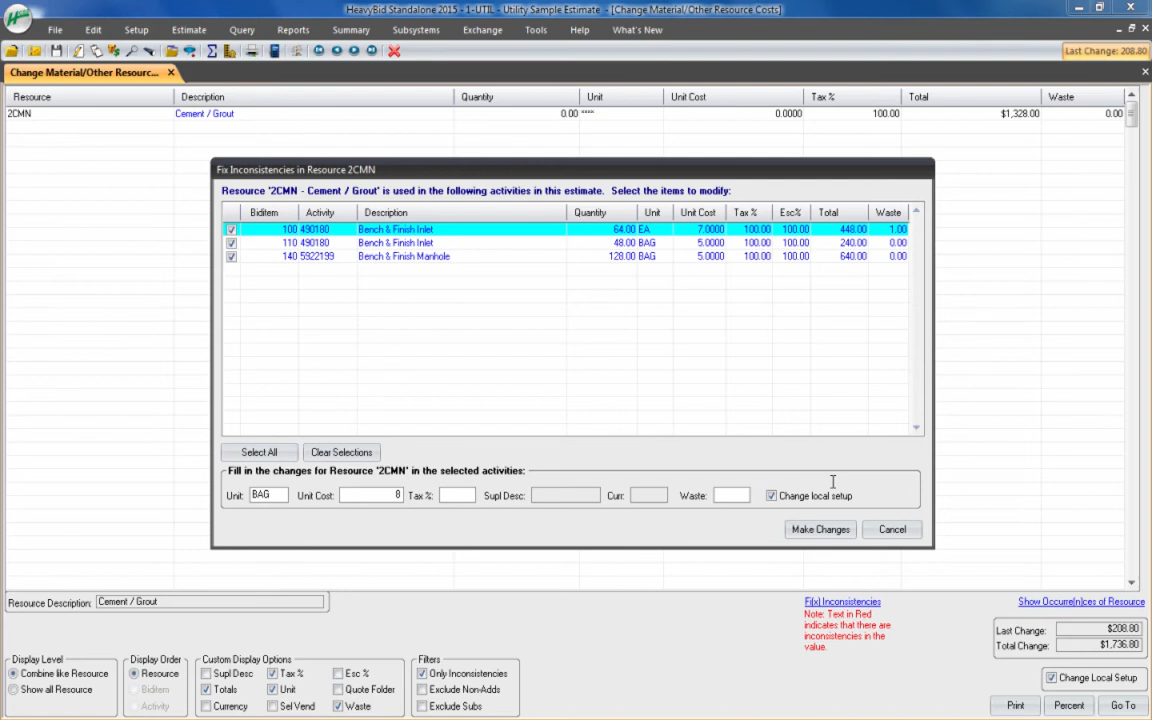 HeavyBid Standalone 2015 - 1-UTIL - Utility Sample Estimate - [Change Material/Other Resource Costs]
File Edit Setup Estimate Query Reports Summary Subsystems Exchange Tools Help What's New
Last Change: 208.80
Change Material/Other Resourc...
Resource Description Quantity Unit Unit Cost Tax % Total Waste
2CMN Cement / Grout 0.00 **** 0.0000 100.00 $1,328.00 0.00
Fix Inconsistencies in Resource 2CMN
Resource '2CMN - Cement / Grout' is used in the following activities in this estimate. Select the items to modify:
Biditem Activity Description Quantity Unit Unit Cost Tax % Esc% Total Waste
100 490180 Bench & Finish Inlet 64.00 EA 7.0000 100.00 100.00 448.00 1.00
110 490180 Bench & Finish Inlet 48.00 BAG 5.0000 100.00 100.00 240.00 0.00
140 5922199 Bench & Finish Manhole 128.00 BAG 5.0000 100.00 100.00 640.00 0.00
Select All Clear Selections
Fill in the changes for Resource '2CMN' in the selected activities:
Unit: BAG Unit Cost: 8 Tax %: Supl Desc: Curr: Waste: Change local setup
Make Changes Cancel
Resource Description: Cement / Grout
Fi(x) Inconsistencies
Note: Text in Red
indicates that there are
inconsistencies in the
value.
Show Occurre(n)ces of Resource
Last Change: $208.80
Total Change: $1,736.80
Display Level
Combine like Resource
Show all Resource
Display Order
Resource
Biditem
Activity
Custom Display Options
Supl Desc Tax % Esc %
Totals Unit Quote Folder
Currency Sel Vend Waste
Filters
Only Inconsistencies
Exclude Non-Adds
Exclude Subs
Change Local Setup
Print Percent Go To